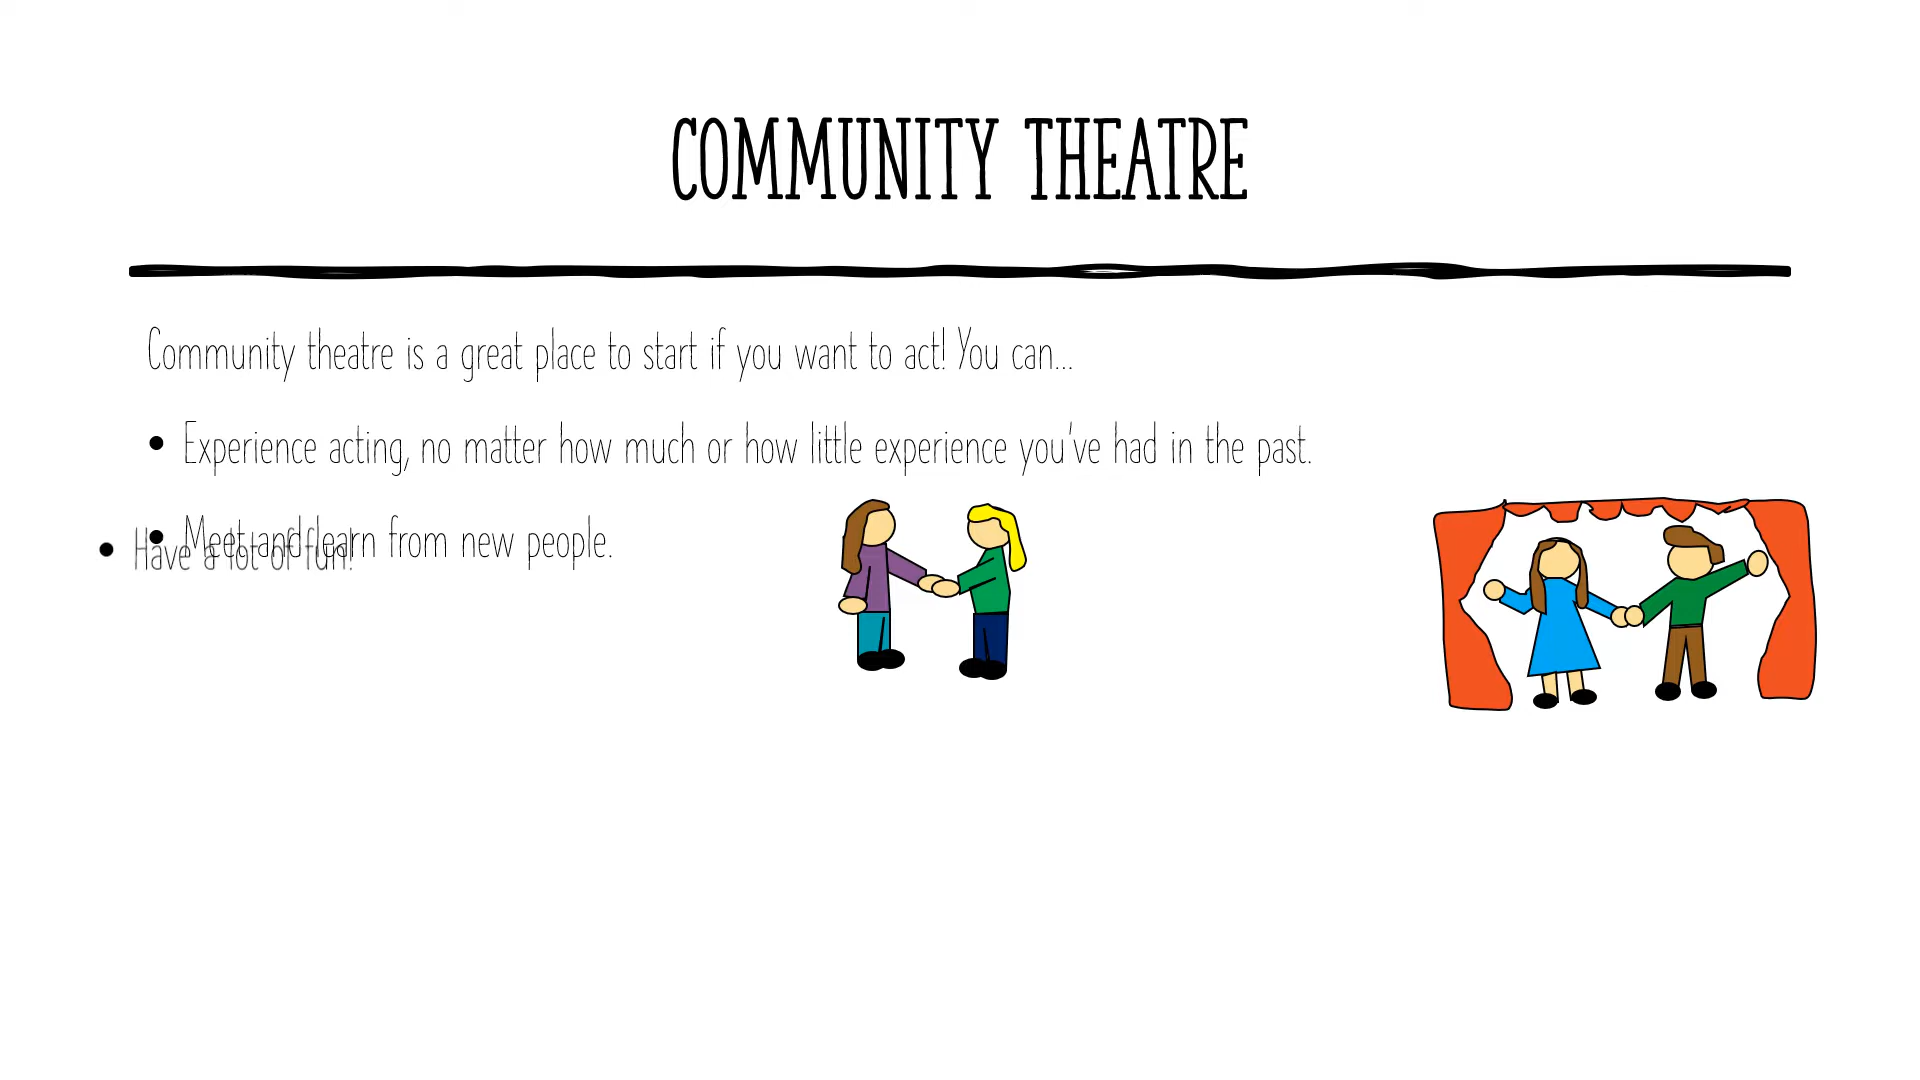 COMMUNITY THEATRE
Community theatre is a great place to start if you want to act! You can...
• Experience acting, no matter how much or how little experience you've had in the past.
• Meet and learn from new people.
• Have a lot of fun!